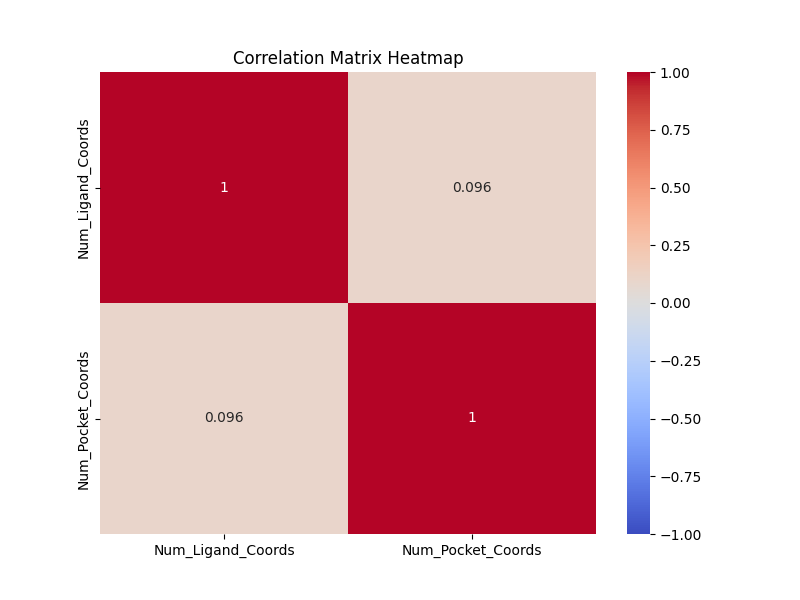 Correlation Matrix Heatmap
Num_Ligand_Coords
Num_Pocket_Coords
1
0.096
0.096
1
Num_Ligand_Coords
Num_Pocket_Coords
1.00
0.75
0.50
0.25
0.00
−0.25
−0.50
−0.75
−1.00